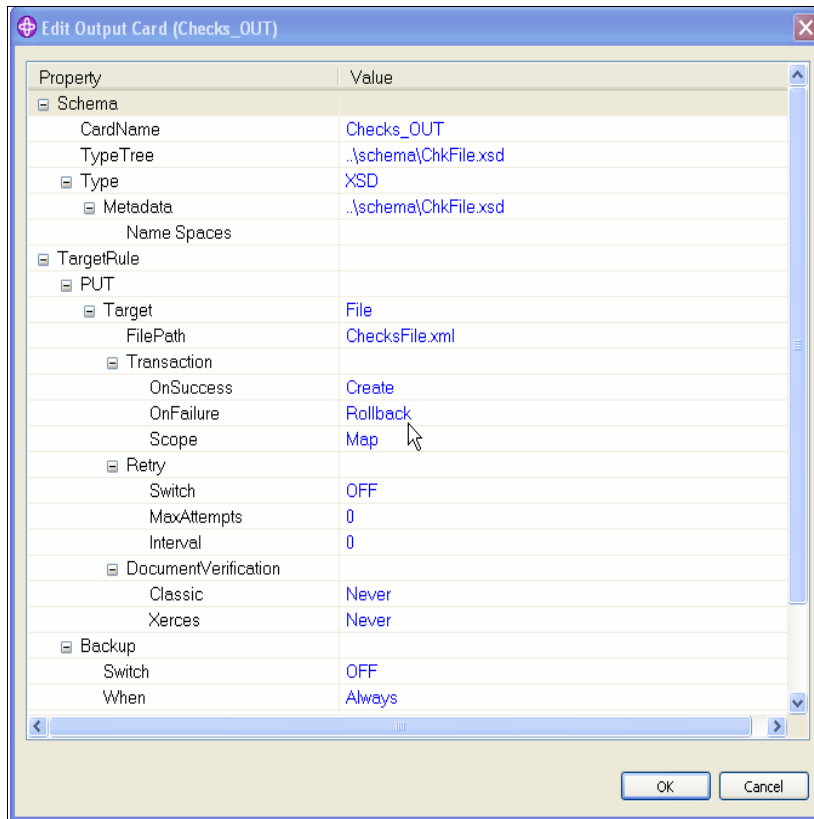 Edit Output Card (Checks_OUT)
Property Value
Schema
CardName Checks_OUT
TypeTree ..\schema\ChkFile.xsd
Type XSD
Metadata ..\schema\ChkFile.xsd
Name Spaces
TargetRule
PUT
Target File
FilePath ChecksFile.xml
Transaction
OnSuccess Create
OnFailure Rollback
Scope Map
Retry
Switch OFF
MaxAttempts 0
Interval 0
DocumentVerification
Classic Never
Xerces Never
Backup
Switch OFF
When Always
OK Cancel